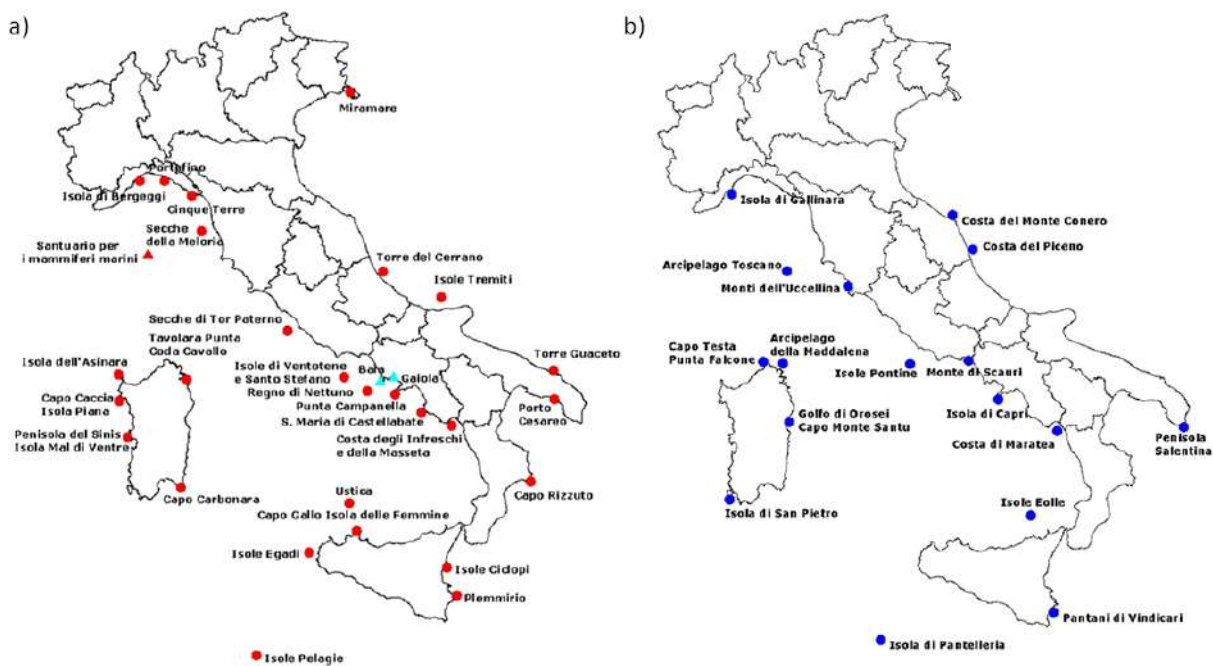 a)
Miramare
Portofino
Isola di Bergeggi
Cinque Terre
Secche
della Meloria
Santuario per
i mammiferi marini
Torre del Cerrano
Isole Tremiti
Secche di Tor Paterno
Tavolara Punta
Coda Cavallo
Isola dell'Asinara
Isole di Ventotene
e Santo Stefano
Baia
Gaiola
Regno di Nettuno
Torre Guaceto
Capo Caccia
Isola Piana
Punta Campanella
Porto
Cesareo
S. Maria di Castellabate
Penisola del Sinis
Isola Mal di Ventre
Costa degli Infreschi
e della Masseta
Capo Carbonara
Ustica
Capo Rizzuto
Capo Gallo Isola delle Femmine
Isole Egadi
Isole Ciclopi
Plemmirio
Isole Pelagie
b)
Isola di Gallinara
Costa del Monte Conero
Costa del Piceno
Arcipelago Toscano
Monti dell'Uccellina
Capo Testa
Punta Falcone
Arcipelago
della Maddalena
Isole Pontine
Monte di Scauri
Isola di Capri
Golfo di Orosei
Capo Monte Santu
Costa di Maratea
Penisola
Salentina
Isola di San Pietro
Isole Eolie
Pantani di Vindicari
Isola di Pantelleria